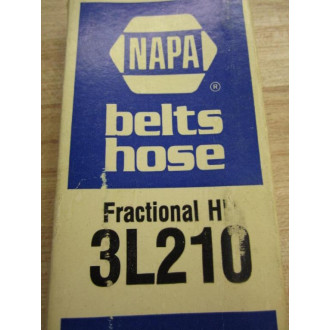 NAPA
®
belts
hose
Fractional H
3L210